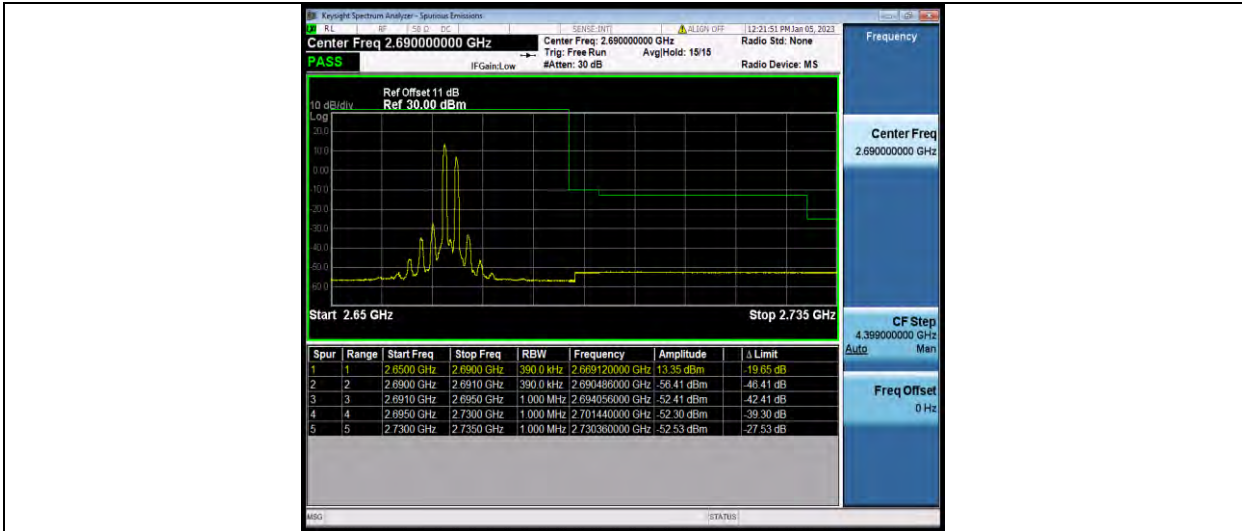 Keysight Spectrum Analyzer - Spurious Emissions
RL RF 50 Ω DC SENSE:INT ALIGN OFF 12:21:51 PM Jan 05, 2023
Center Freq 2.690000000 GHz Center Freq: 2.690000000 GHz Radio Std: None
Trig: Free Run Avg|Hold: 15/15
PASS IFGain:Low #Atten: 30 dB Radio Device: MS
Ref Offset 11 dB
10 dB/div Ref 30.00 dBm
Log
20.0
10.0
0.00
-10.0
-20.0
-30.0
-40.0
-50.0
-60.0
Start 2.65 GHz Stop 2.735 GHz
Spur Range Start Freq Stop Freq RBW Frequency Amplitude Δ Limit
1 1 2.6500 GHz 2.6900 GHz 390.0 kHz 2.669120000 GHz 13.35 dBm -19.65 dB
2 2 2.6900 GHz 2.6910 GHz 390.0 kHz 2.690486000 GHz -56.41 dBm -46.41 dB
3 3 2.6910 GHz 2.6950 GHz 1.000 MHz 2.694056000 GHz -52.41 dBm -42.41 dB
4 4 2.6950 GHz 2.7300 GHz 1.000 MHz 2.701440000 GHz -52.30 dBm -39.30 dB
5 5 2.7300 GHz 2.7350 GHz 1.000 MHz 2.730360000 GHz -52.53 dBm -27.53 dB
MSG STATUS
Frequency
Center Freq
2.690000000 GHz
CF Step
4.399000000 GHz
Auto Man
Freq Offset
0 Hz